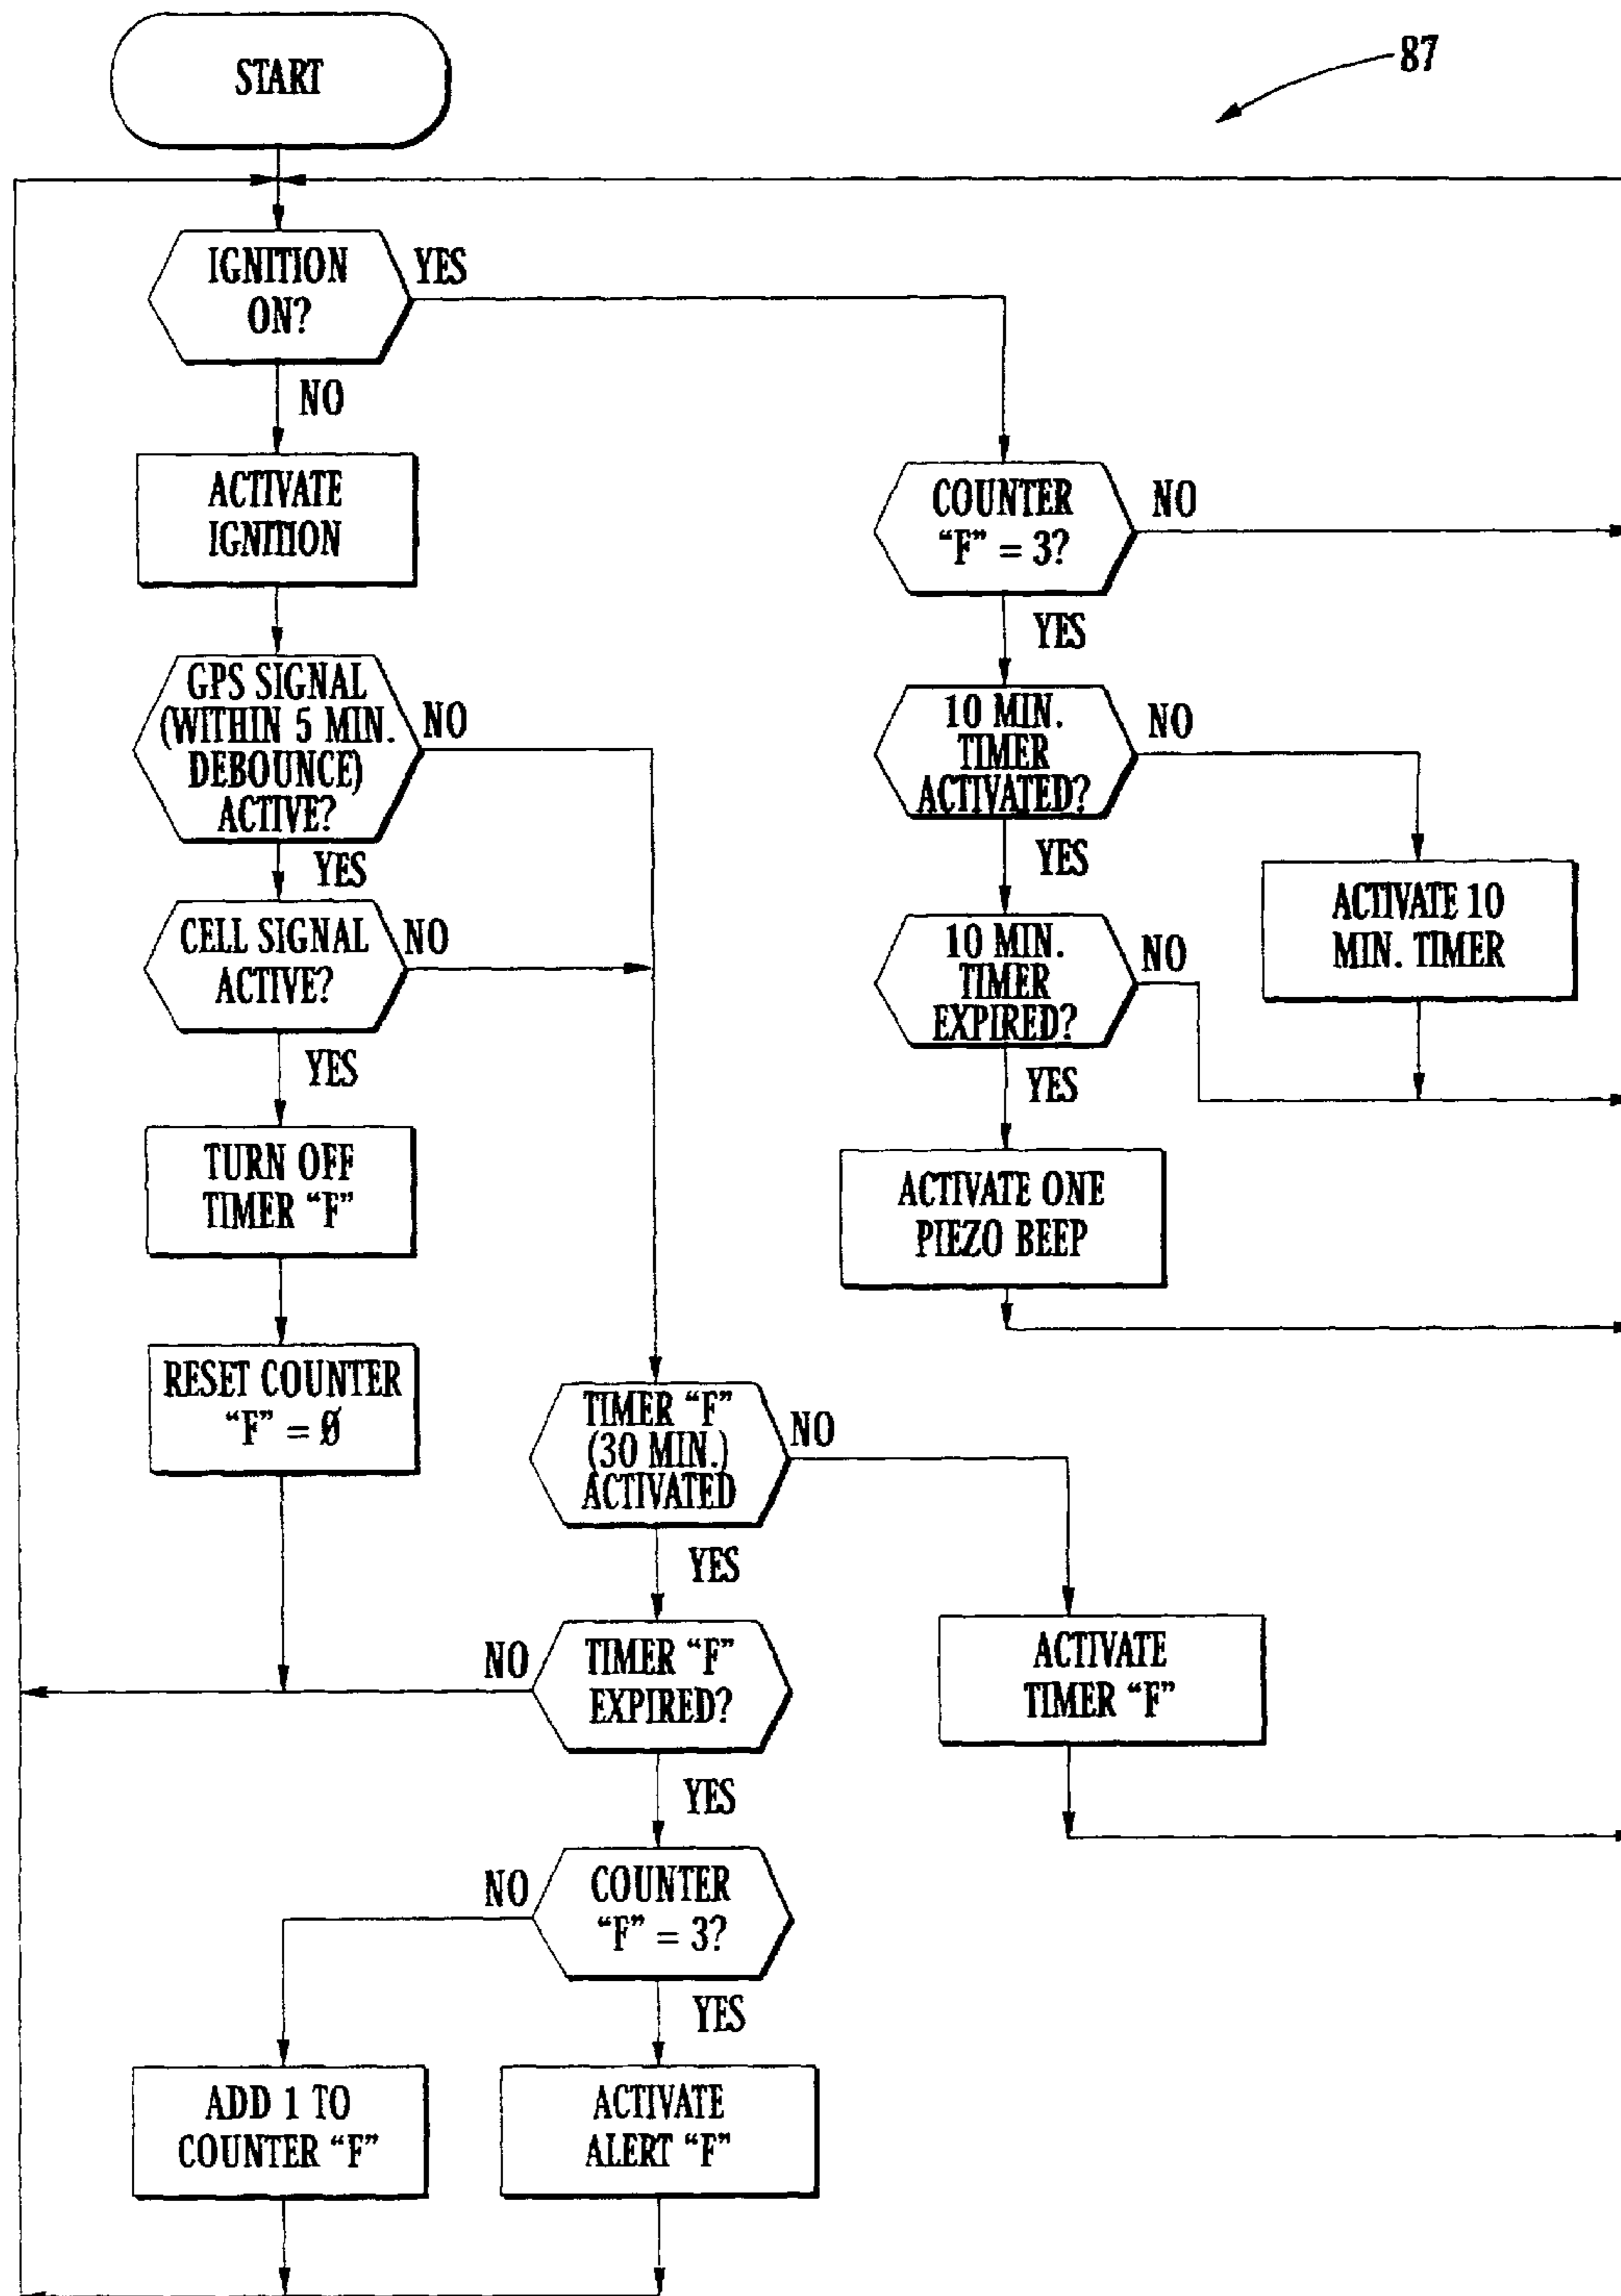 START
87
IGNITION
ON?
YES
NO
ACTIVATE
IGNITION
COUNTER
“F” = 3?
NO
YES
GPS SIGNAL
(WITHIN 5 MIN.
DEBOUNCE)
ACTIVE?
NO
YES
10 MIN.
TIMER
ACTIVATED?
NO
YES
ACTIVATE 10
MIN. TIMER
CELL SIGNAL
ACTIVE?
NO
YES
10 MIN.
TIMER
EXPIRED?
NO
YES
TURN OFF
TIMER “F”
ACTIVATE ONE
PIEZO BEEP
RESET COUNTER
“F” = Ø
TIMER “F”
(30 MIN.)
ACTIVATED
NO
YES
TIMER “F”
EXPIRED?
NO
YES
ACTIVATE
TIMER “F”
COUNTER
“F” = 3?
NO
YES
ADD 1 TO
COUNTER “F”
ACTIVATE
ALERT “F”